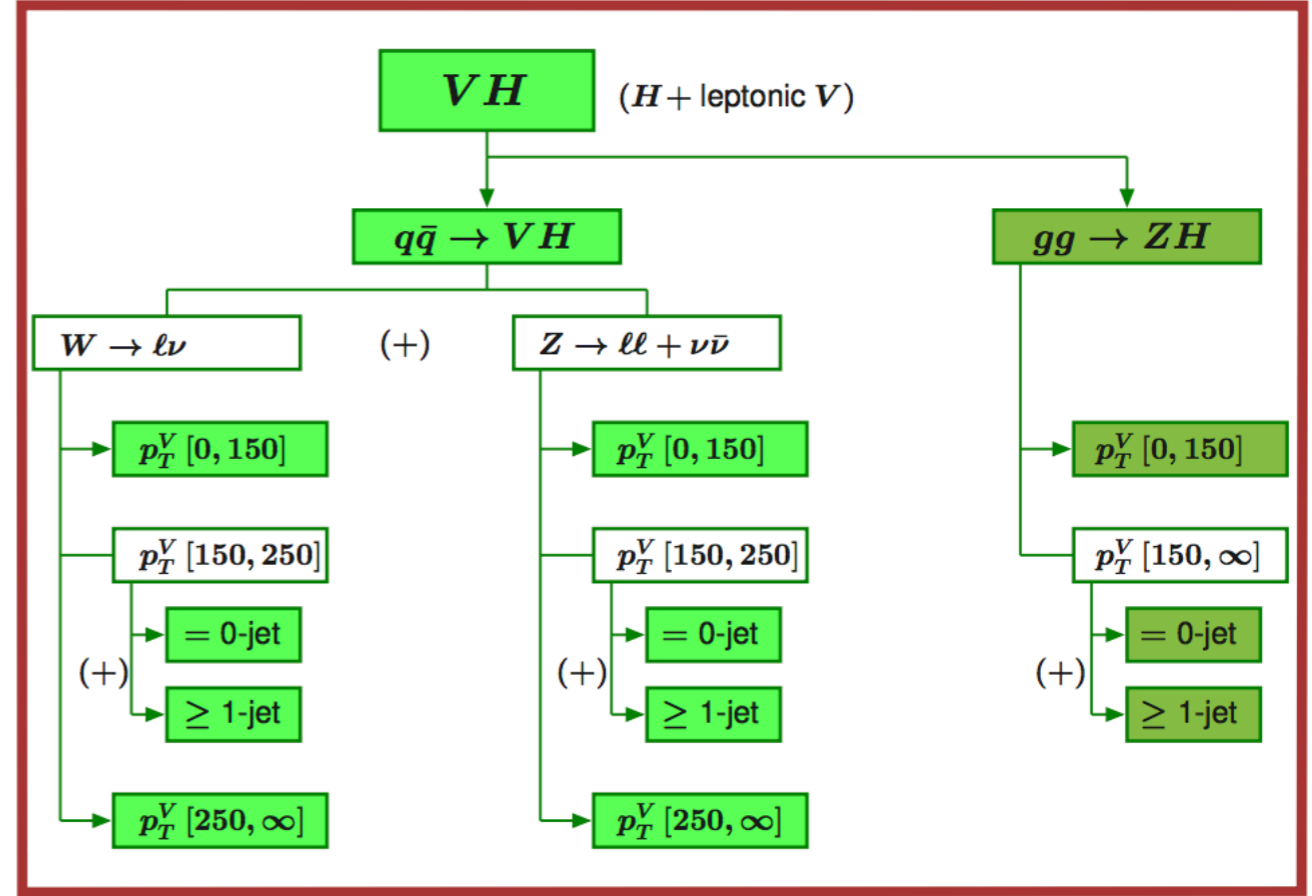 VH (H + leptonic V)
qq̄ → VH
gg → ZH
W → ℓν (+) Z → ℓℓ + νν̄
p_T^V [0, 150]
p_T^V [0, 150]
p_T^V [0, 150]
p_T^V [150, 250]
p_T^V [150, 250]
p_T^V [150, ∞]
= 0-jet
= 0-jet
= 0-jet
(+)
(+)
(+)
≥ 1-jet
≥ 1-jet
≥ 1-jet
p_T^V [250, ∞]
p_T^V [250, ∞]